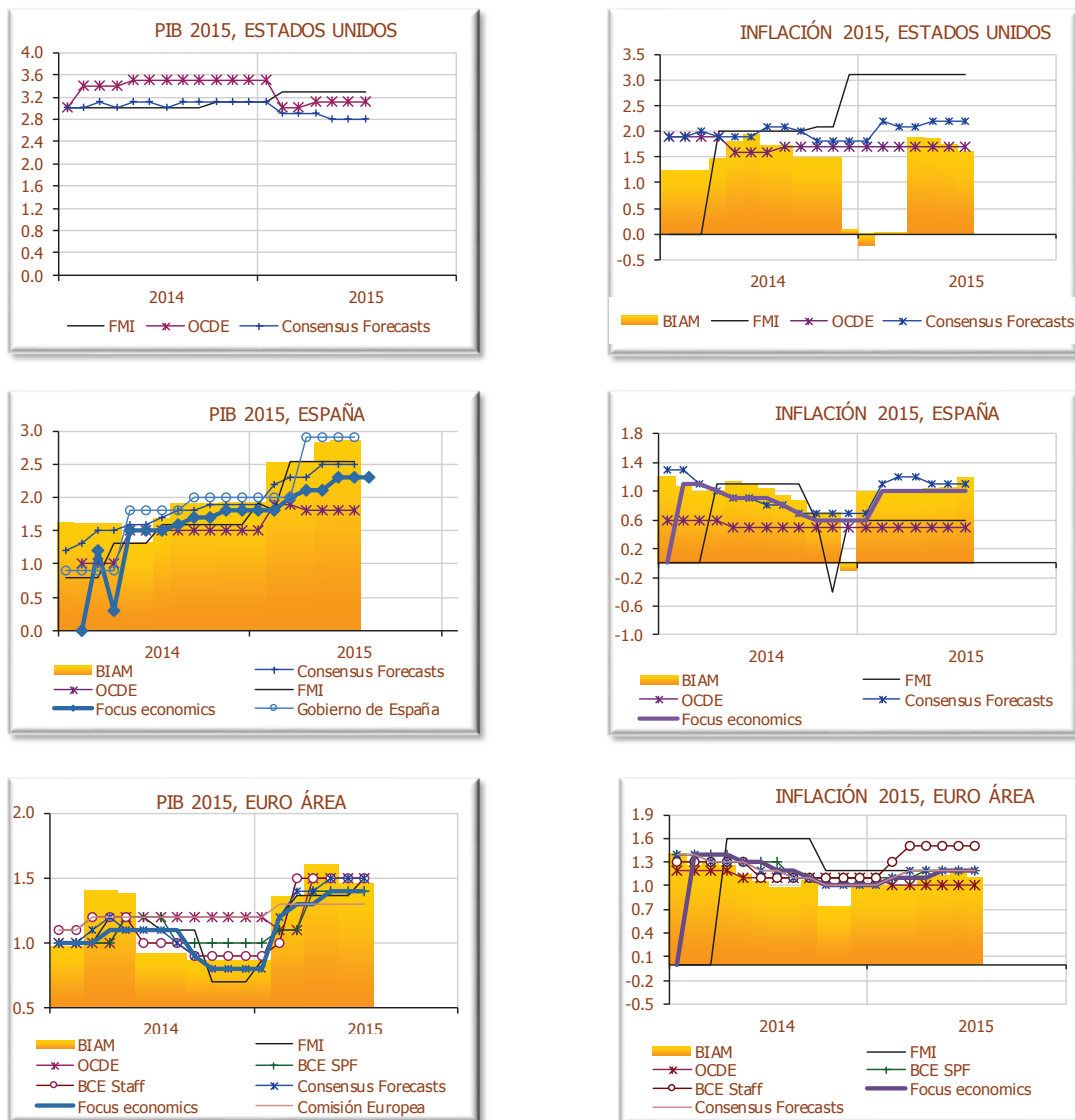 PIB 2015, ESTADOS UNIDOS
4.0
3.6
3.2
2.8
2.4
2.0
1.6
1.2
0.8
0.4
0.0
2014 2015
FMI OCDE Consensus Forecasts
INFLACIÓN 2015, ESTADOS UNIDOS
3.5
3.0
2.5
2.0
1.5
1.0
0.5
0.0
-0.5
2014 2015
BIAM FMI OCDE Consensus Forecasts
PIB 2015, ESPAÑA
3.0
2.5
2.0
1.5
1.0
0.5
0.0
2014 2015
BIAM Consensus Forecasts
OCDE FMI
Focus economics Gobierno de España
INFLACIÓN 2015, ESPAÑA
1.8
1.4
1.0
0.6
0.2
-0.2
-0.6
-1.0
2014 2015
BIAM FMI
OCDE Consensus Forecasts
Focus economics
PIB 2015, EURO ÁREA
2.0
1.5
1.0
0.5
2014 2015
BIAM FMI
OCDE BCE SPF
BCE Staff Consensus Forecasts
Focus economics Comisión Europea
INFLACIÓN 2015, EURO ÁREA
1.9
1.6
1.3
1.0
0.7
0.4
0.1
-0.2
-0.5
2014 2015
BIAM FMI
OCDE BCE SPF
BCE Staff Focus economics
Consensus Forecasts